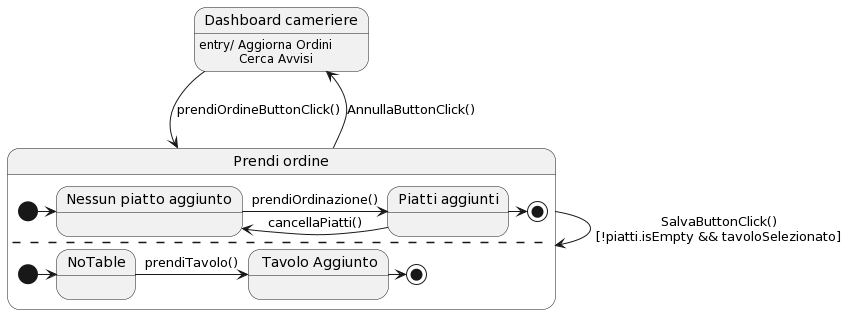 Dashboard cameriere
entry/ Aggiorna Ordini
Cerca Avvisi
prendiOrdineButtonClick()
AnnullaButtonClick()
Prendi ordine
Nessun piatto aggiunto
prendiOrdinazione()
Piatti aggiunti
cancellaPiatti()
SalvaButtonClick()
[!piatti.isEmpty && tavoloSelezionato]
NoTable
prendiTavolo()
Tavolo Aggiunto